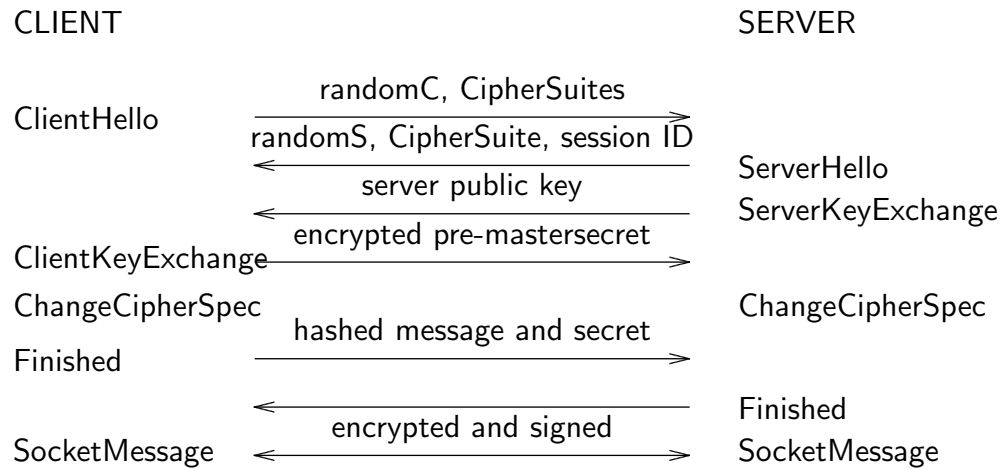 CLIENT SERVER
randomC, CipherSuites
ClientHello
randomS, CipherSuite, session ID
ServerHello
server public key
ServerKeyExchange
encrypted pre-mastersecret
ClientKeyExchange
ChangeCipherSpec ChangeCipherSpec
hashed message and secret
Finished
Finished
encrypted and signed
SocketMessage SocketMessage